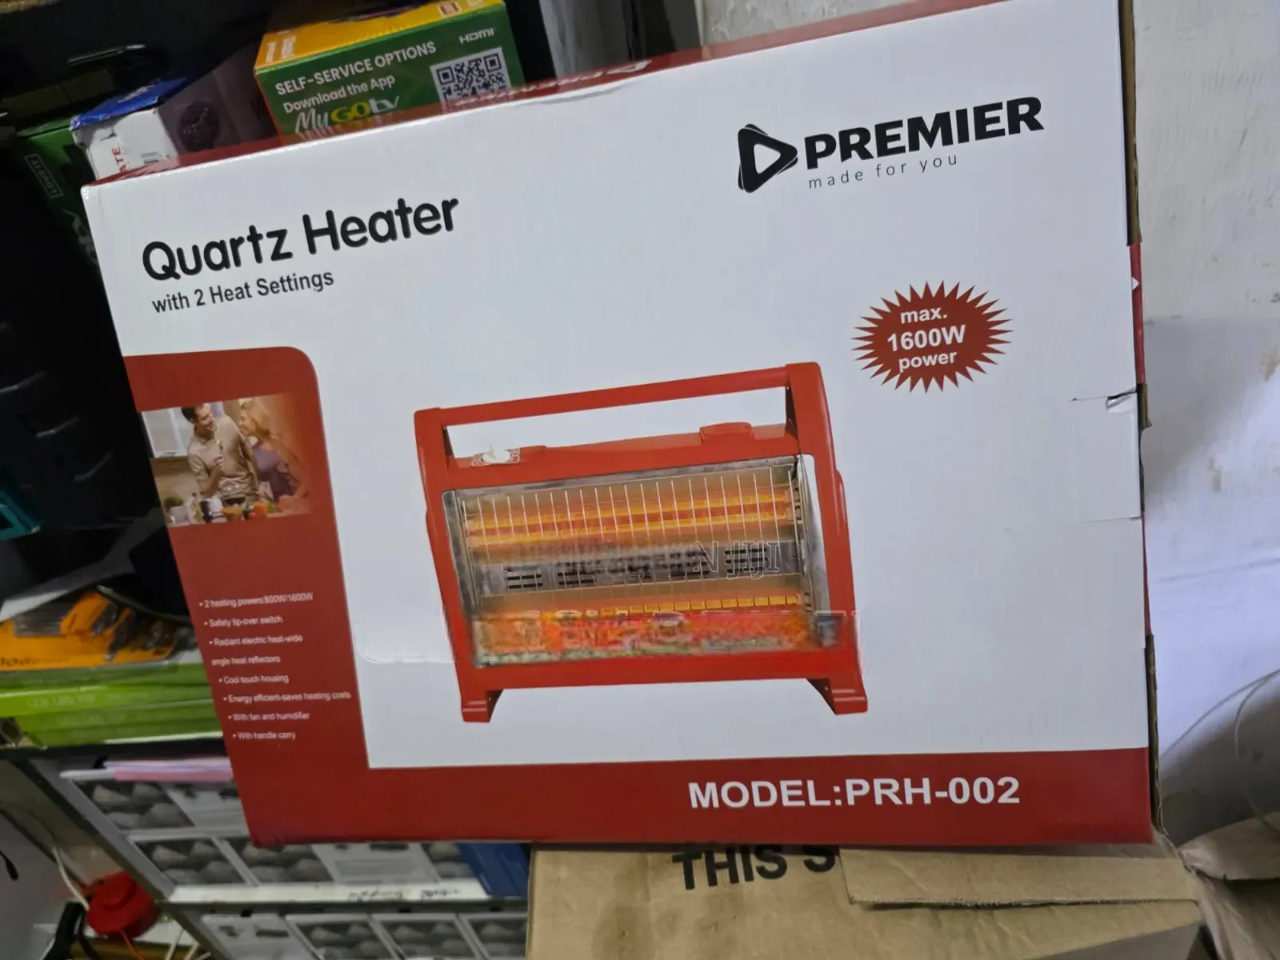 HDMI
SELF-SERVICE OPTIONS
Download the App
MyGOtv
PREMIER
made for you
Quartz Heater
with 2 Heat Settings
max.
1600W
power
• 2 heating powers:800W/1600W
• Safety tip-over switch
• Radiant electric heat-wide
angle heat reflectors
• Cool touch housing
• Energy efficient-saves heating costs
• With fan and humidifier
• With handle carry
MODEL:PRH-002
THIS S